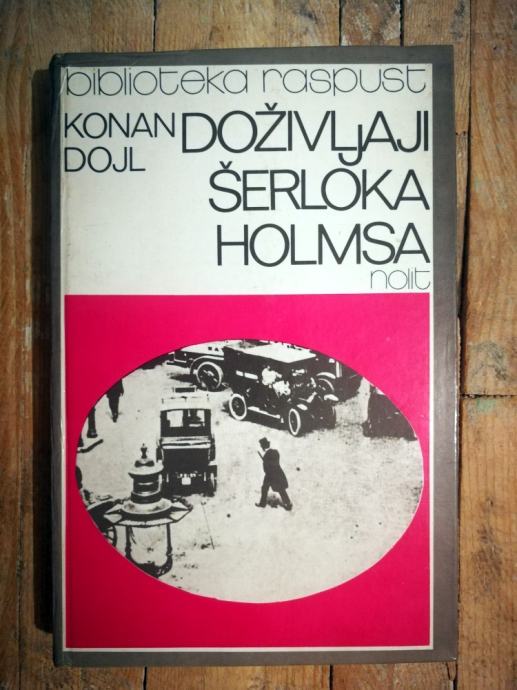 biblioteka raspust
KONAN DOŽIVLjAJI
DOJL ŠERLOKA
HOLMSA
nolit